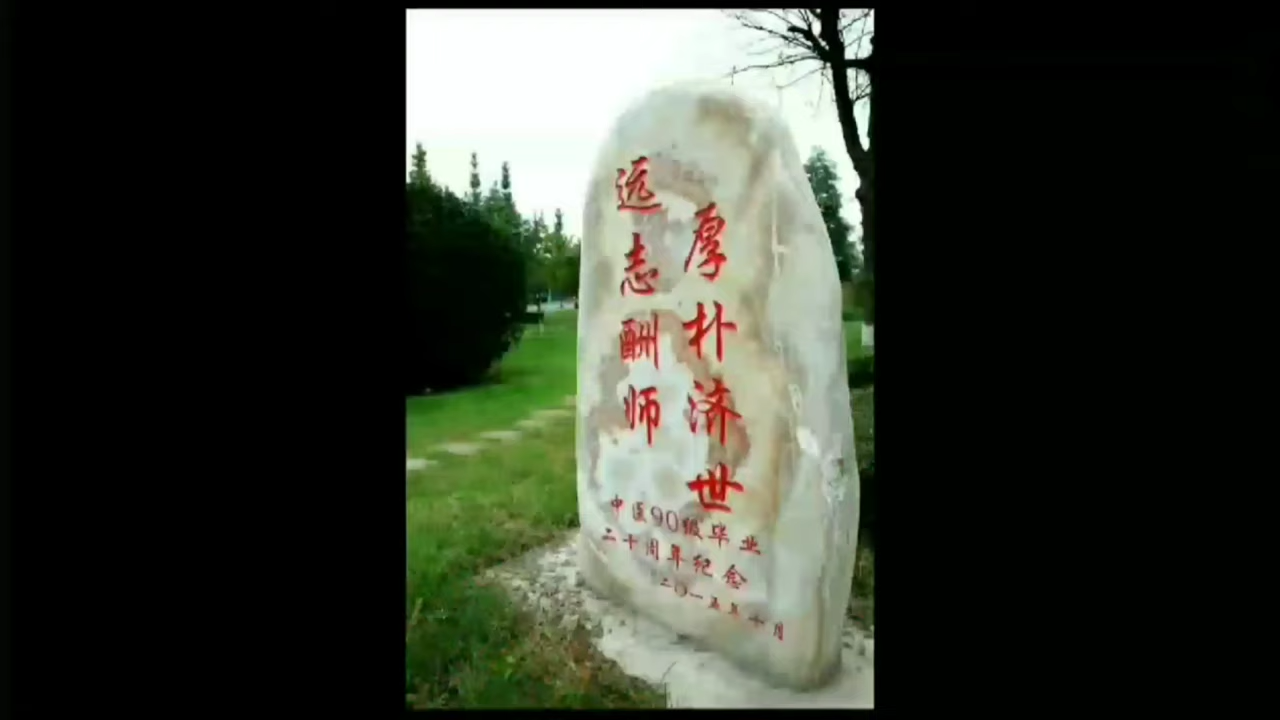 厚朴济世
远志酬师
中医90级毕业
二十周年纪念
二〇一五年十月